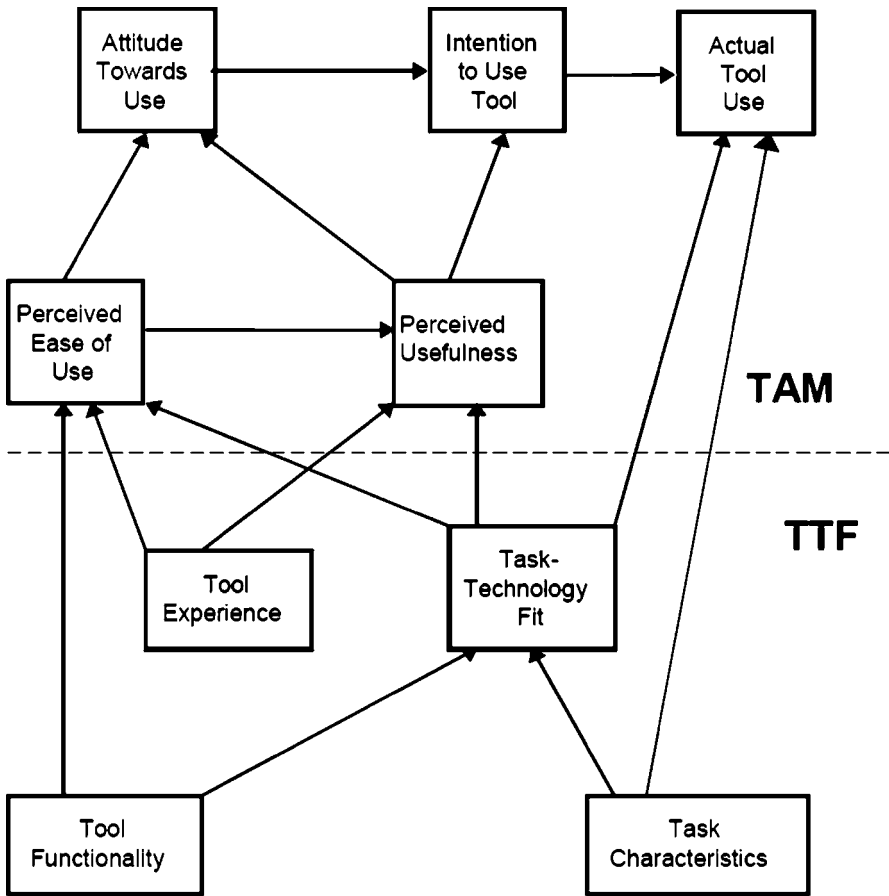 Attitude
Towards
Use
Intention
to Use
Tool
Actual
Tool
Use
Perceived
Ease of
Use
Perceived
Usefulness
TAM
TTF
Tool
Experience
Task-
Technology
Fit
Tool
Functionality
Task
Characteristics